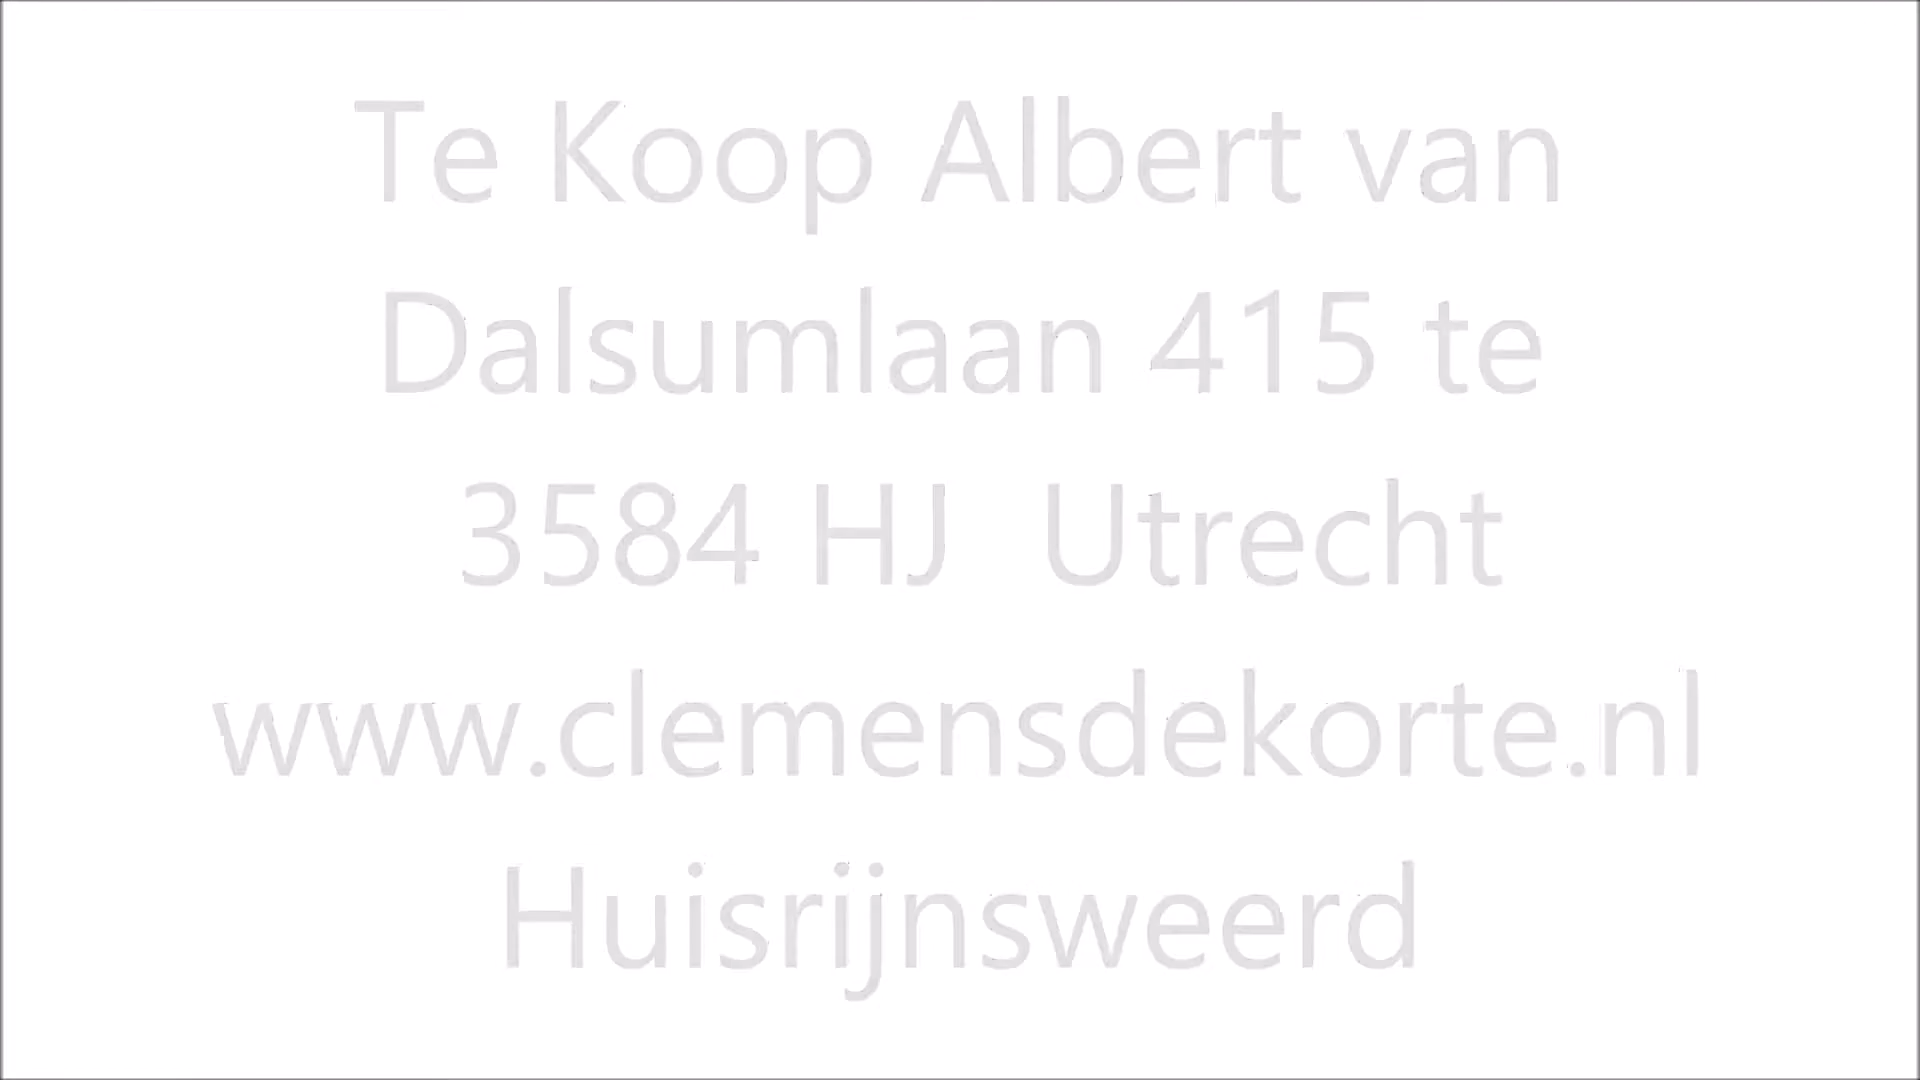 Te Koop Albert van
Dalsumlaan 415 te
3584 HJ  Utrecht
www.clemensdekorte.nl
Huisrijnsweerd